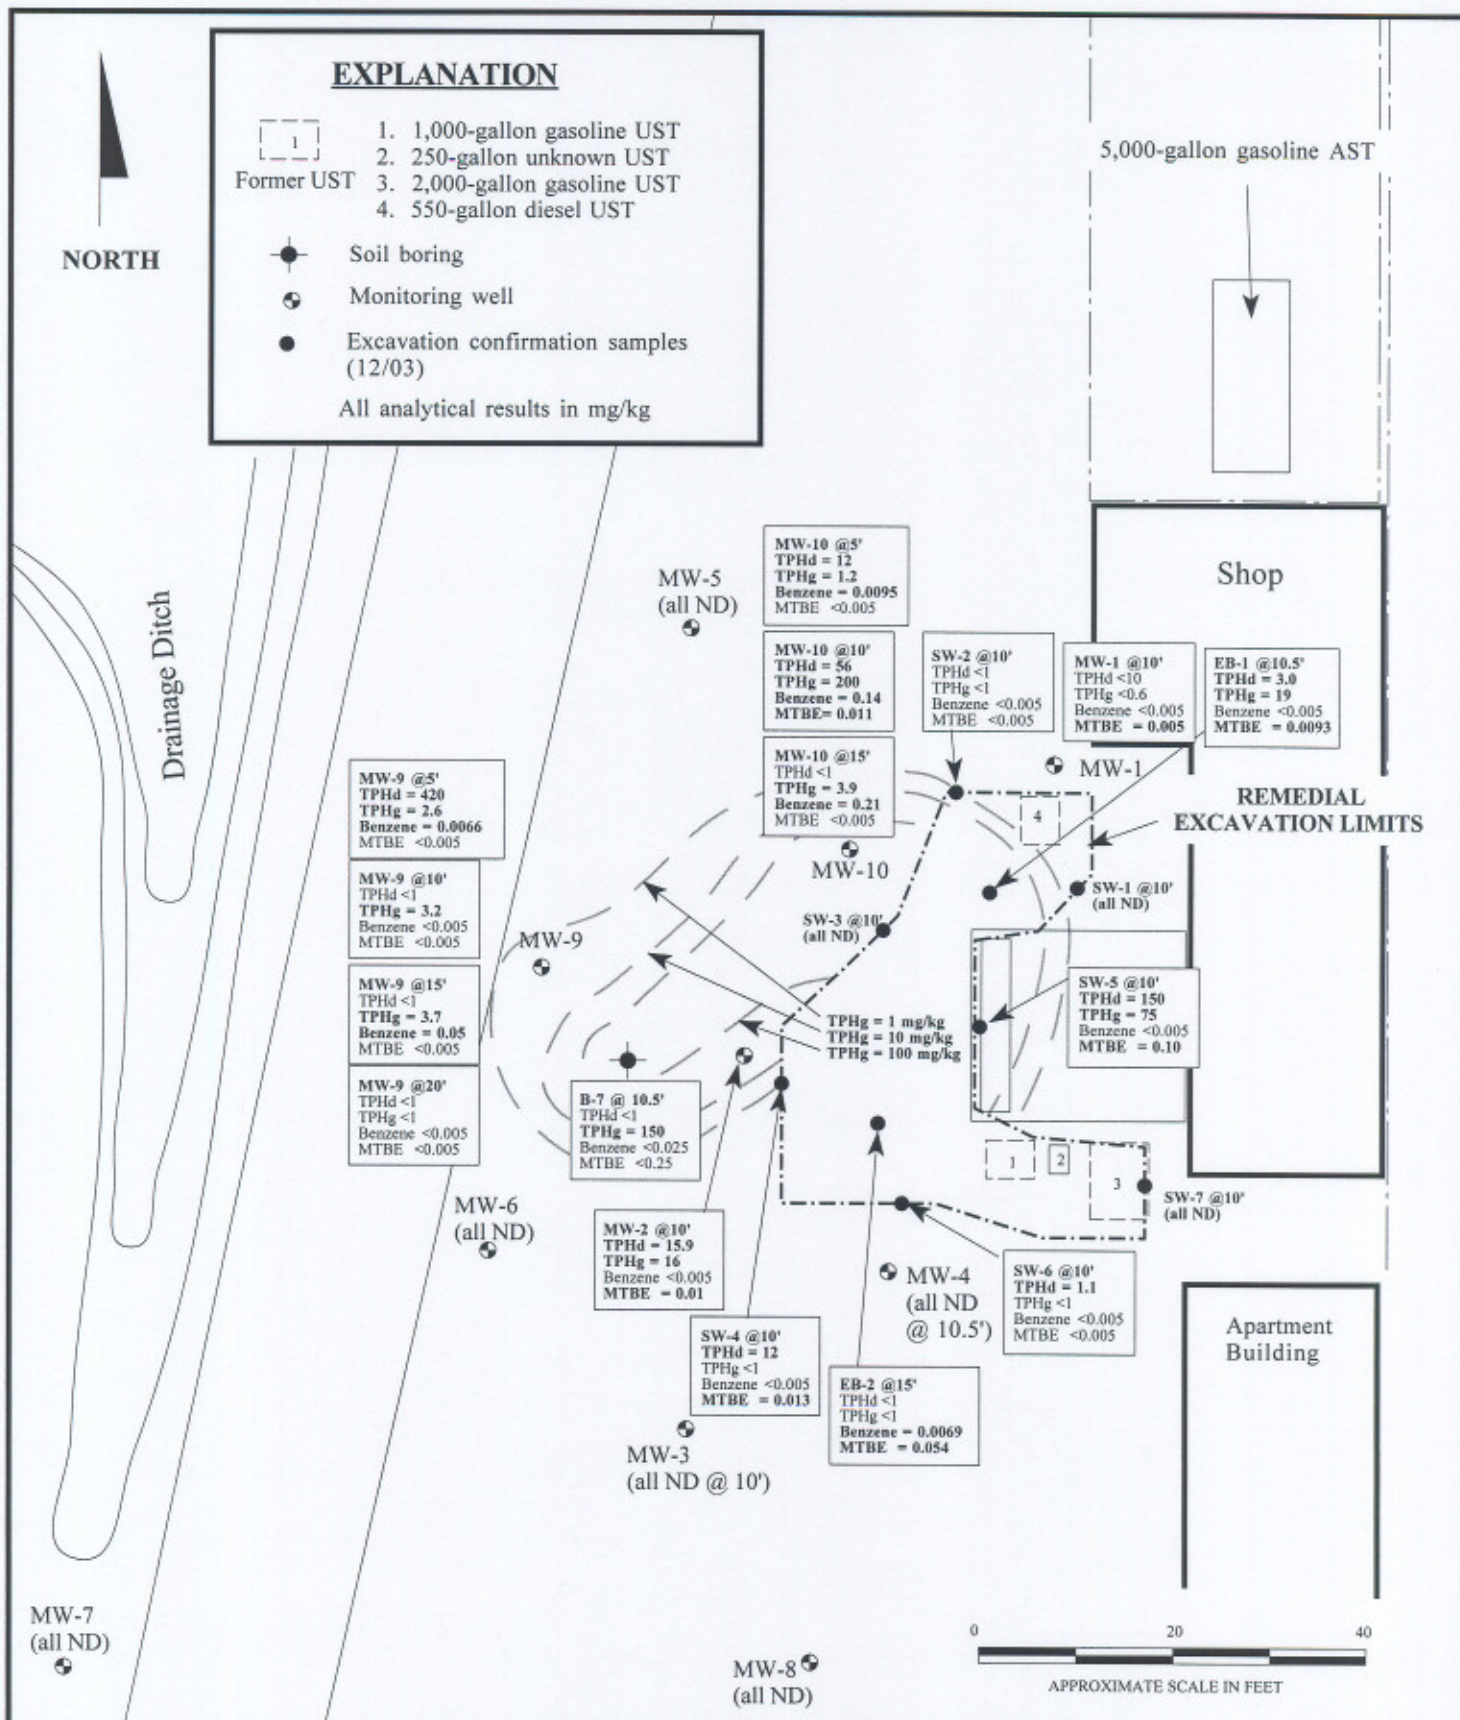 EXPLANATION
1
Former UST
1. 1,000-gallon gasoline UST
2. 250-gallon unknown UST
3. 2,000-gallon gasoline UST
4. 550-gallon diesel UST
Soil boring
Monitoring well
Excavation confirmation samples
(12/03)
All analytical results in mg/kg
NORTH
5,000-gallon gasoline AST
Drainage Ditch
Shop
MW-5
(all ND)
MW-10 @5'
TPHd = 12
TPHg = 1.2
Benzene = 0.0095
MTBE <0.005
MW-10 @10'
TPHd = 56
TPHg = 200
Benzene = 0.14
MTBE= 0.011
MW-10 @15'
TPHd <1
TPHg = 3.9
Benzene = 0.21
MTBE <0.005
MW-10
SW-2 @10'
TPHd <1
TPHg <1
Benzene <0.005
MTBE <0.005
MW-1 @10'
TPHd <10
TPHg <0.6
Benzene <0.005
MTBE = 0.005
EB-1 @10.5'
TPHd = 3.0
TPHg = 19
Benzene <0.005
MTBE = 0.0093
MW-1
REMEDIAL
EXCAVATION LIMITS
4
SW-1 @10'
(all ND)
SW-3 @10'
(all ND)
MW-9 @5'
TPHd = 420
TPHg = 2.6
Benzene = 0.0066
MTBE <0.005
MW-9 @10'
TPHd <1
TPHg = 3.2
Benzene <0.005
MTBE <0.005
MW-9 @15'
TPHd <1
TPHg = 3.7
Benzene = 0.05
MTBE <0.005
MW-9 @20'
TPHd <1
TPHg <1
Benzene <0.005
MTBE <0.005
MW-9
TPHg = 1 mg/kg
TPHg = 10 mg/kg
TPHg = 100 mg/kg
SW-5 @10'
TPHd = 150
TPHg = 75
Benzene <0.005
MTBE = 0.10
B-7 @ 10.5'
TPHd <1
TPHg = 150
Benzene <0.025
MTBE <0.25
1
2
3
SW-7 @10'
(all ND)
MW-6
(all ND)
MW-2 @10'
TPHd = 15.9
TPHg = 16
Benzene <0.005
MTBE = 0.01
MW-4
(all ND
@ 10.5')
SW-6 @10'
TPHd = 1.1
TPHg <1
Benzene <0.005
MTBE <0.005
SW-4 @10'
TPHd = 12
TPHg <1
Benzene <0.005
MTBE = 0.013
EB-2 @15'
TPHd <1
TPHg <1
Benzene = 0.0069
MTBE = 0.054
Apartment
Building
MW-3
(all ND @ 10')
MW-7
(all ND)
MW-8
(all ND)
0 20 40
APPROXIMATE SCALE IN FEET